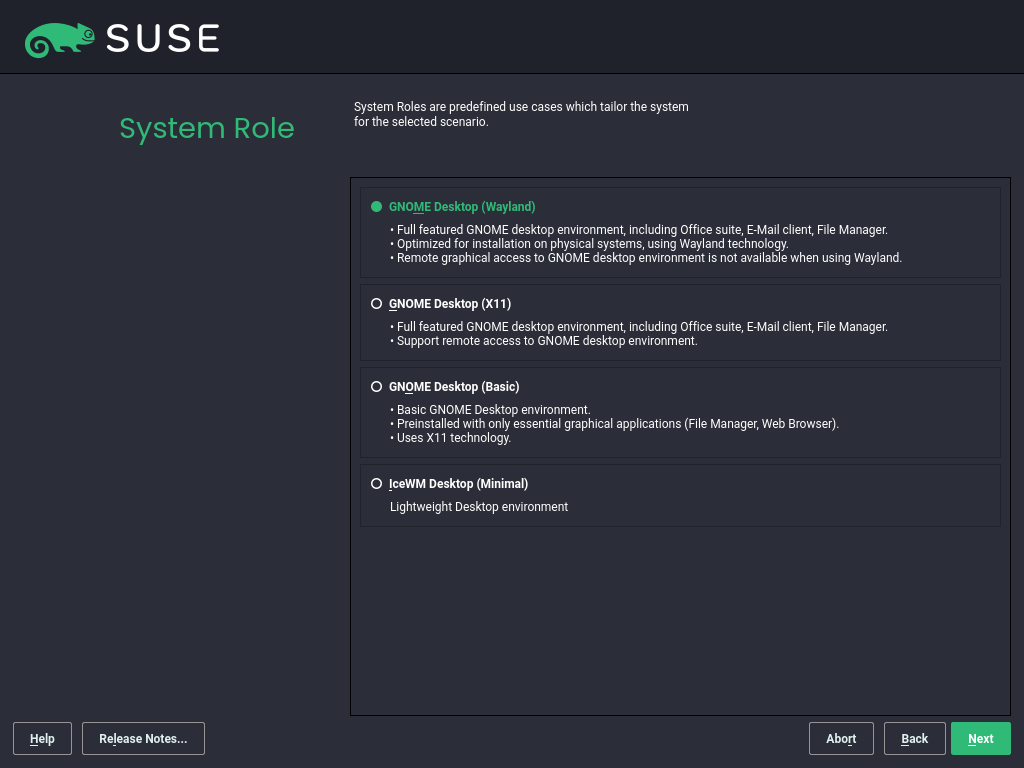 SUSE
System Role
System Roles are predefined use cases which tailor the system
for the selected scenario.
GNOME Desktop (Wayland)
• Full featured GNOME desktop environment, including Office suite, E-Mail client, File Manager.
• Optimized for installation on physical systems, using Wayland technology.
• Remote graphical access to GNOME desktop environment is not available when using Wayland.
GNOME Desktop (X11)
• Full featured GNOME desktop environment, including Office suite, E-Mail client, File Manager.
• Support remote access to GNOME desktop environment.
GNOME Desktop (Basic)
• Basic GNOME Desktop environment.
• Preinstalled with only essential graphical applications (File Manager, Web Browser).
• Uses X11 technology.
IceWM Desktop (Minimal)
Lightweight Desktop environment
Help Release Notes... Abort Back Next